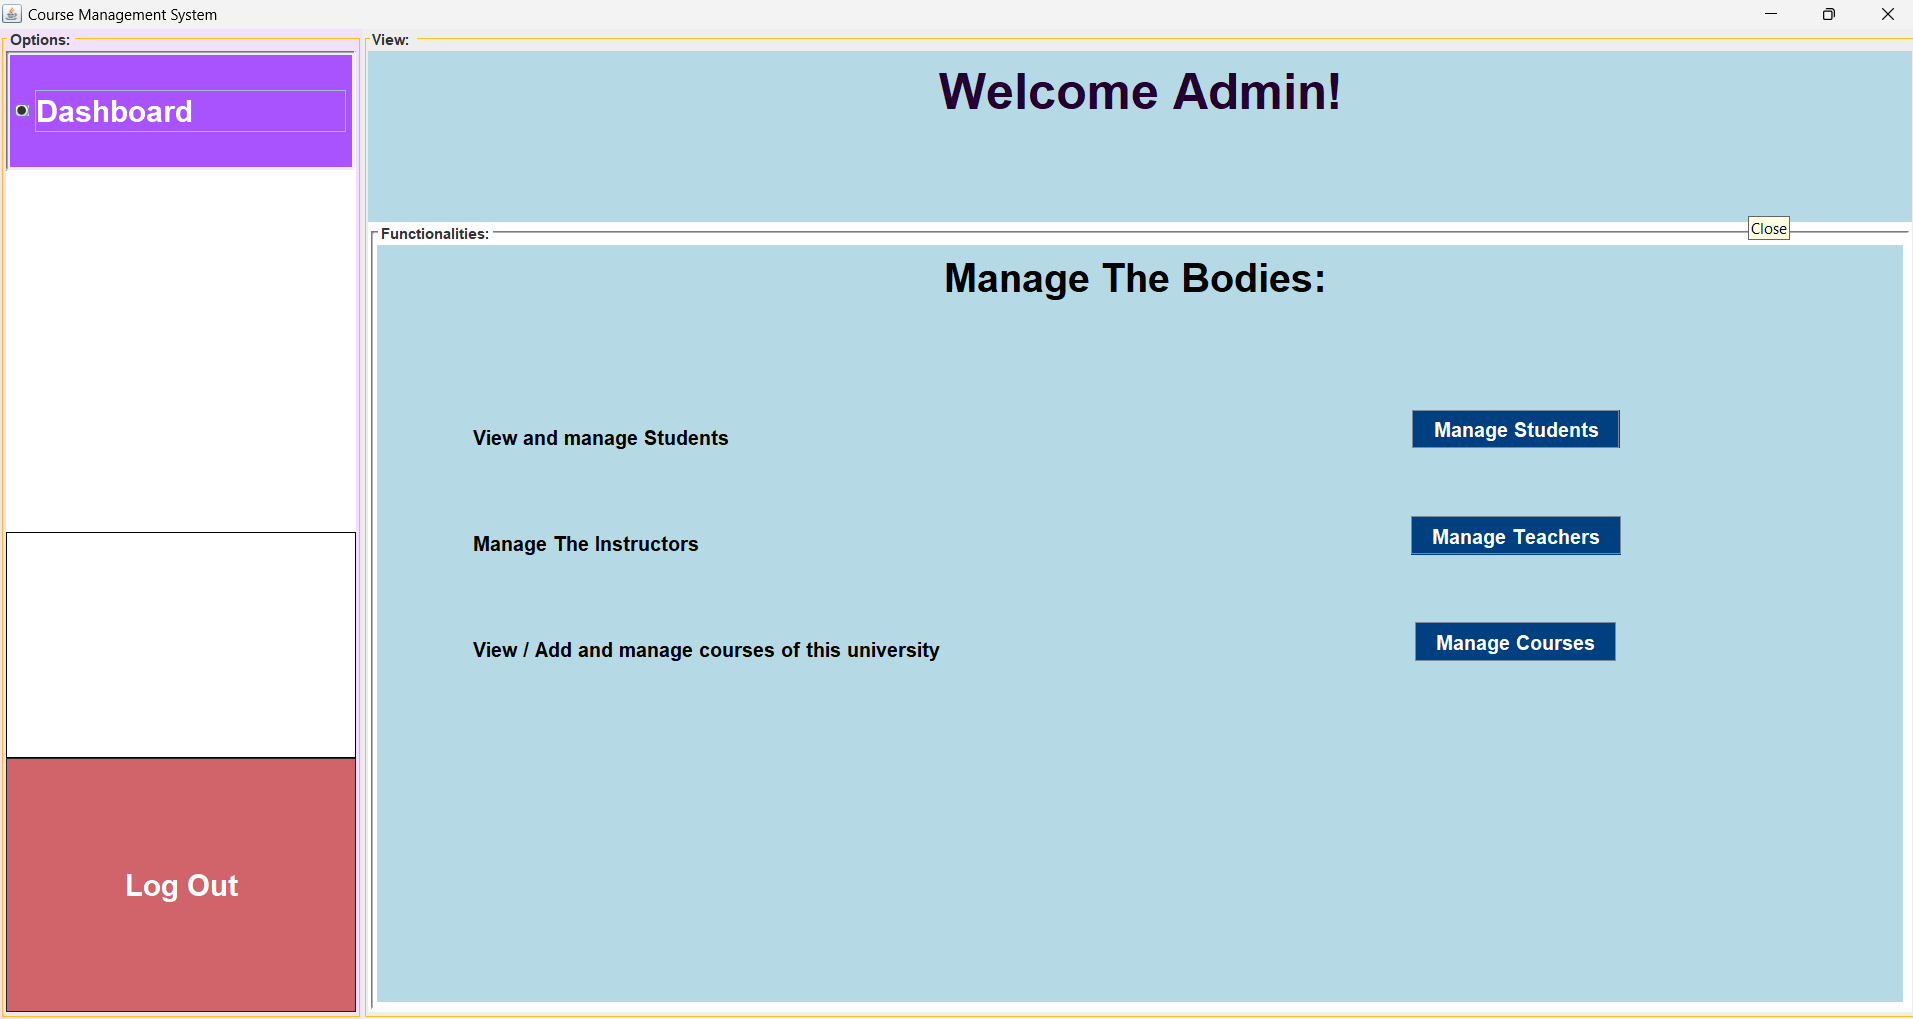 Course Management System
Options:
Dashboard
Log Out
View:
Welcome Admin!
Close
Functionalities:
Manage The Bodies:
View and manage Students
Manage Students
Manage The Instructors
Manage Teachers
View / Add and manage courses of this university
Manage Courses